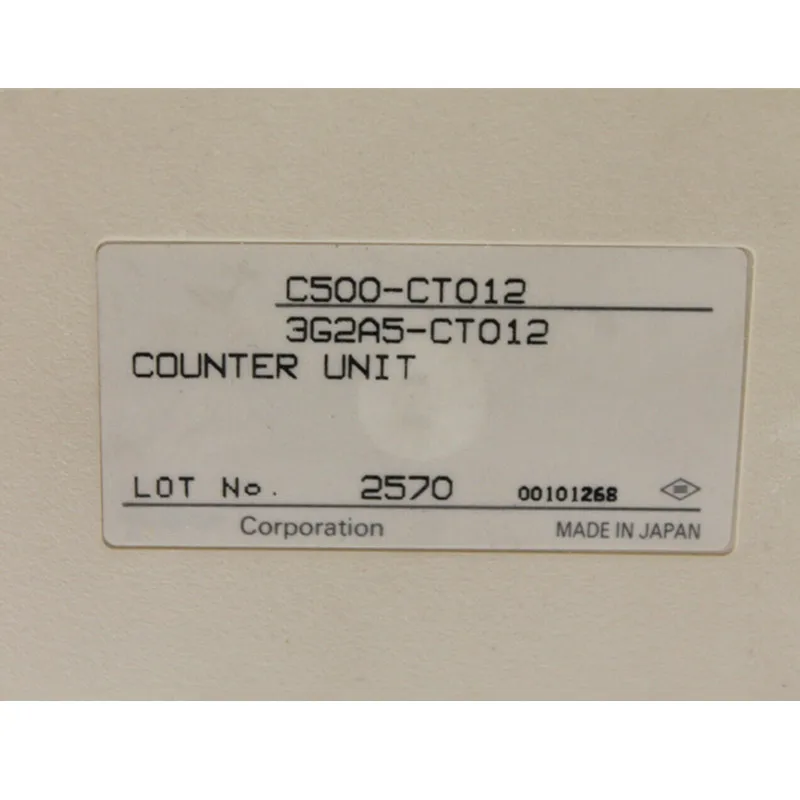 C500-CT012
3G2A5-CT012
COUNTER UNIT
LOT No. 2570 00101268
Corporation MADE IN JAPAN